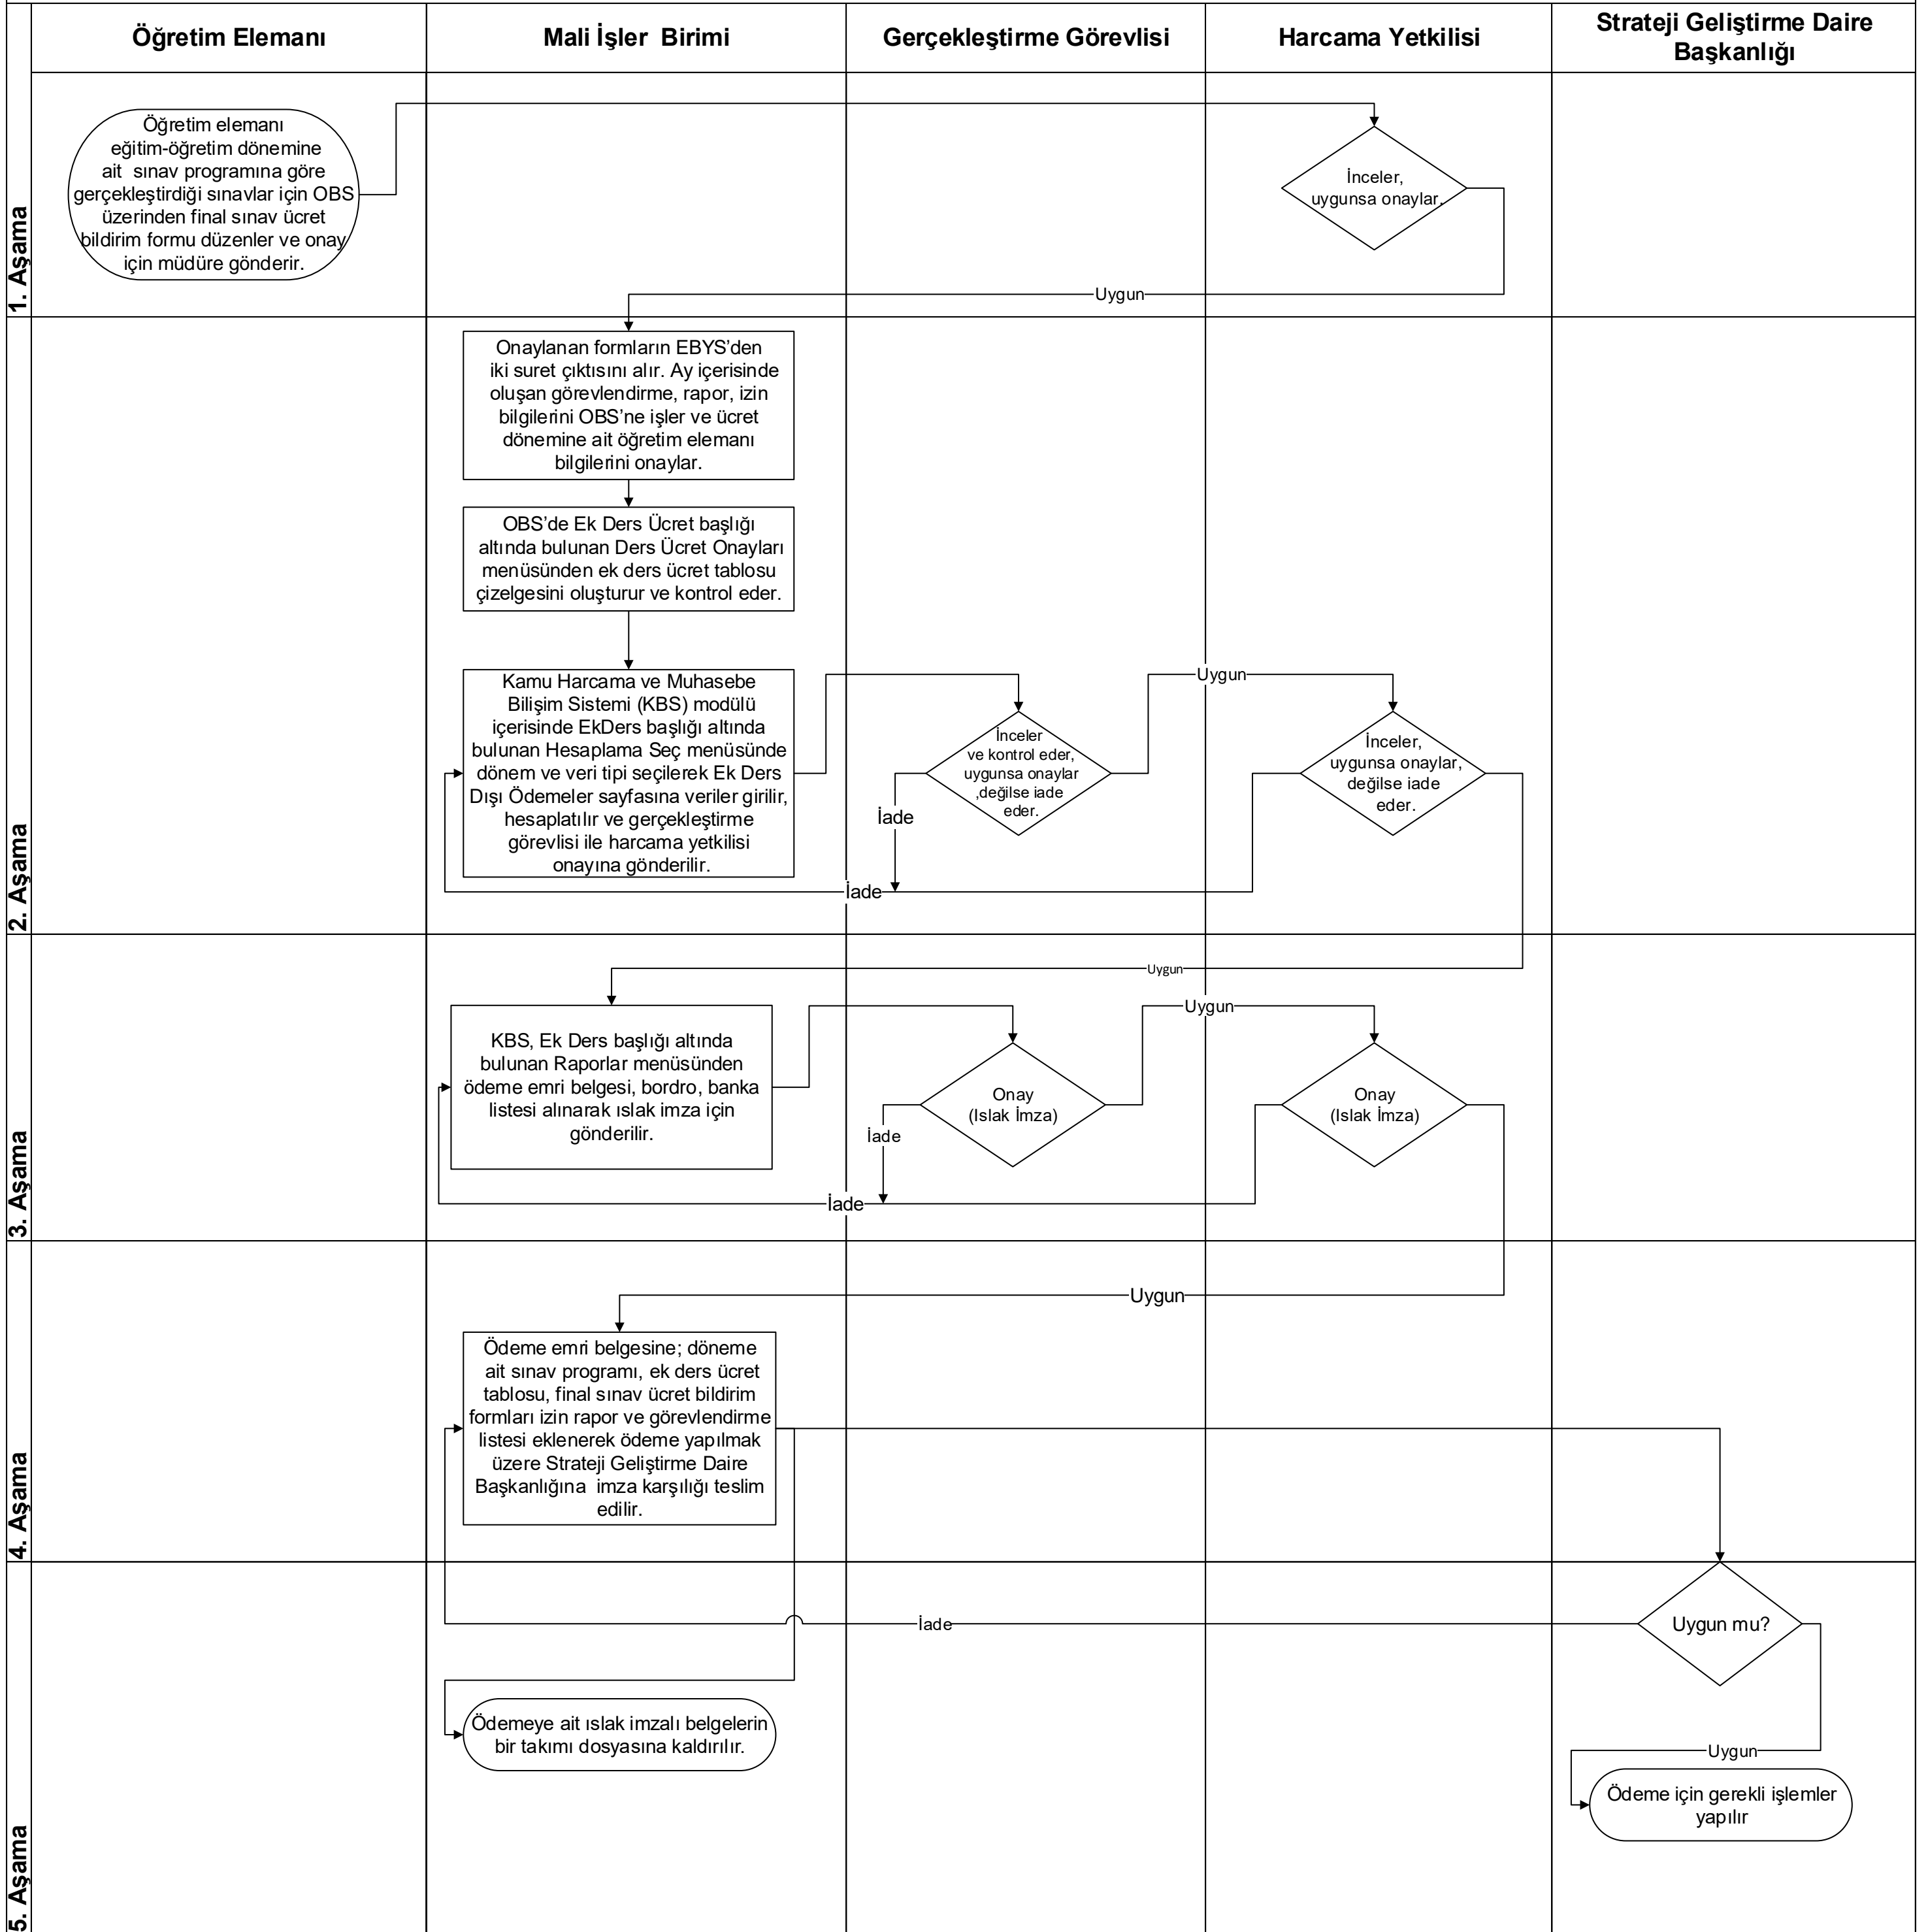 Öğretim Elemanı
Mali İşler Birimi
Gerçekleştirme Görevlisi
Harcama Yetkilisi
Strateji Geliştirme Daire
Başkanlığı
1. Aşama
Öğretim elemanı
eğitim-öğretim dönemine
ait sınav programına göre
gerçekleştirdiği sınavlar için OBS
üzerinden final sınav ücret
bildirim formu düzenler ve onay
için müdüre gönderir.
İnceler,
uygunsa onaylar.
Uygun
2. Aşama
Onaylanan formların EBYS’den
iki suret çıktısını alır. Ay içerisinde
oluşan görevlendirme, rapor, izin
bilgilerini OBS’ne işler ve ücret
dönemine ait öğretim elemanı
bilgilerini onaylar.
OBS’de Ek Ders Ücret başlığı
altında bulunan Ders Ücret Onayları
menüsünden ek ders ücret tablosu
çizelgesini oluşturur ve kontrol eder.
Kamu Harcama ve Muhasebe
Bilişim Sistemi (KBS) modülü
içerisinde EkDers başlığı altında
bulunan Hesaplama Seç menüsünde
dönem ve veri tipi seçilerek Ek Ders
Dışı Ödemeler sayfasına veriler girilir,
hesaplatılır ve gerçekleştirme
görevlisi ile harcama yetkilisi
onayına gönderilir.
İnceler
ve kontrol eder,
uygunsa onaylar
,değilse iade
eder.
İade
Uygun
İnceler,
uygunsa onaylar,
değilse iade
eder.
İade
3. Aşama
Uygun
KBS, Ek Ders başlığı altında
bulunan Raporlar menüsünden
ödeme emri belgesi, bordro, banka
listesi alınarak ıslak imza için
gönderilir.
Onay
(Islak İmza)
İade
Uygun
Onay
(Islak İmza)
İade
4. Aşama
Uygun
Ödeme emri belgesine; döneme
ait sınav programı, ek ders ücret
tablosu, final sınav ücret bildirim
formları izin rapor ve görevlendirme
listesi eklenerek ödeme yapılmak
üzere Strateji Geliştirme Daire
Başkanlığına imza karşılığı teslim
edilir.
5. Aşama
Uygun mu?
İade
Ödemeye ait ıslak imzalı belgelerin
bir takımı dosyasına kaldırılır.
Uygun
Ödeme için gerekli işlemler
yapılır